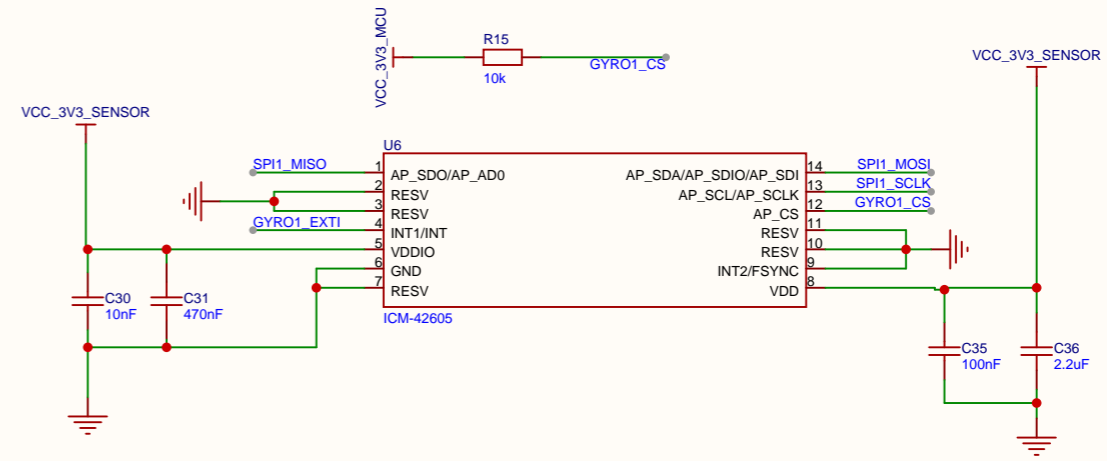 VCC_3V3_MCU
R15
10k
GYRO1_CS
VCC_3V3_SENSOR
VCC_3V3_SENSOR
U6
SPI1_MISO
1
AP_SDO/AP_AD0
AP_SDA/AP_SDIO/AP_SDI
14
SPI1_MOSI
2
RESV
AP_SCL/AP_SCLK
13
SPI1_SCLK
3
RESV
AP_CS
12
GYRO1_CS
GYRO1_EXTI
4
INT1/INT
RESV
11
5
VDDIO
RESV
10
6
GND
INT2/FSYNC
9
7
RESV
VDD
8
C30
10nF
C31
470nF
ICM-42605
C35
100nF
C36
2.2uF